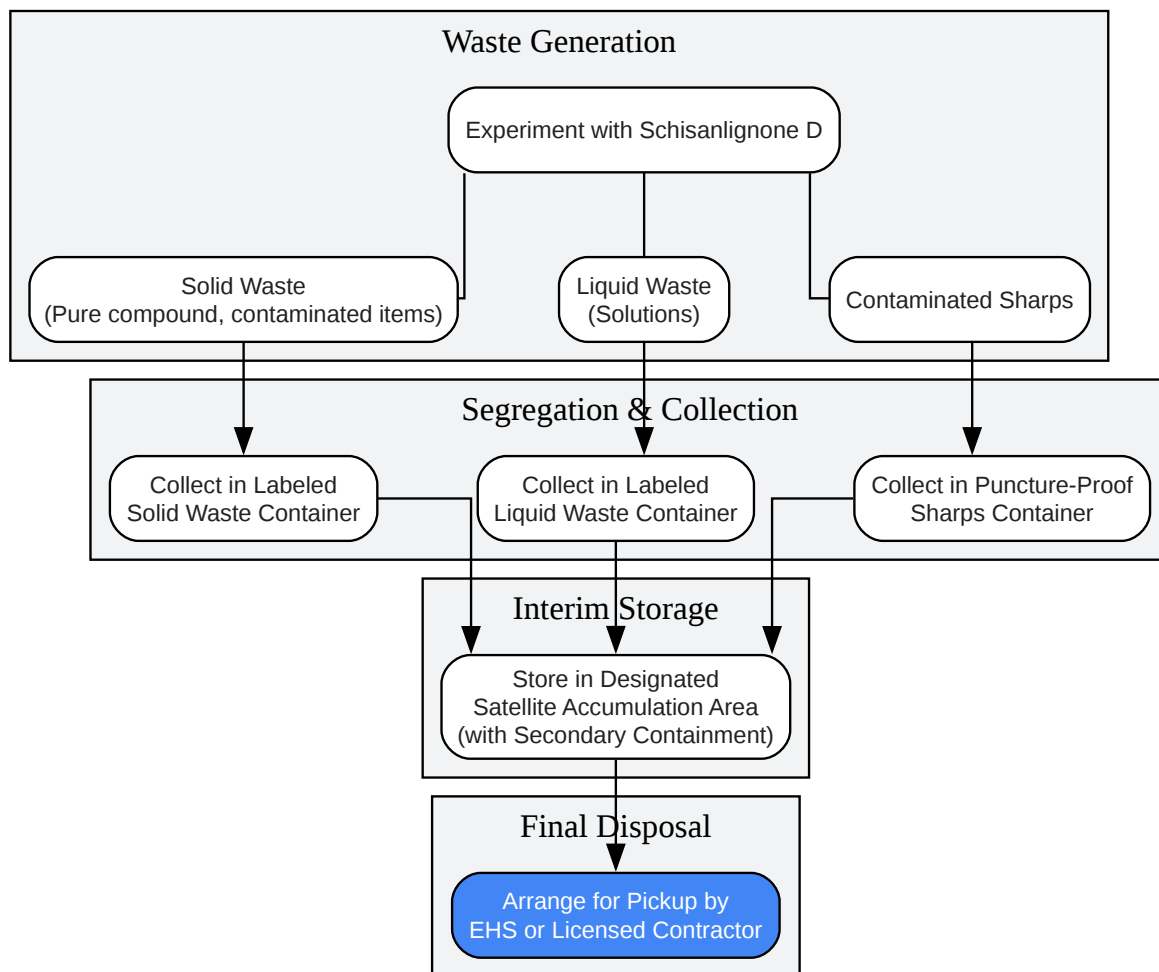 Waste Generation
Experiment with Schisanlignone D
Solid Waste
(Pure compound, contaminated items)
Liquid Waste
(Solutions)
Contaminated Sharps
Segregation & Collection
Collect in Labeled
Solid Waste Container
Collect in Labeled
Liquid Waste Container
Collect in Puncture-Proof
Sharps Container
Interim Storage
Store in Designated
Satellite Accumulation Area
(with Secondary Containment)
Final Disposal
Arrange for Pickup by
EHS or Licensed Contractor